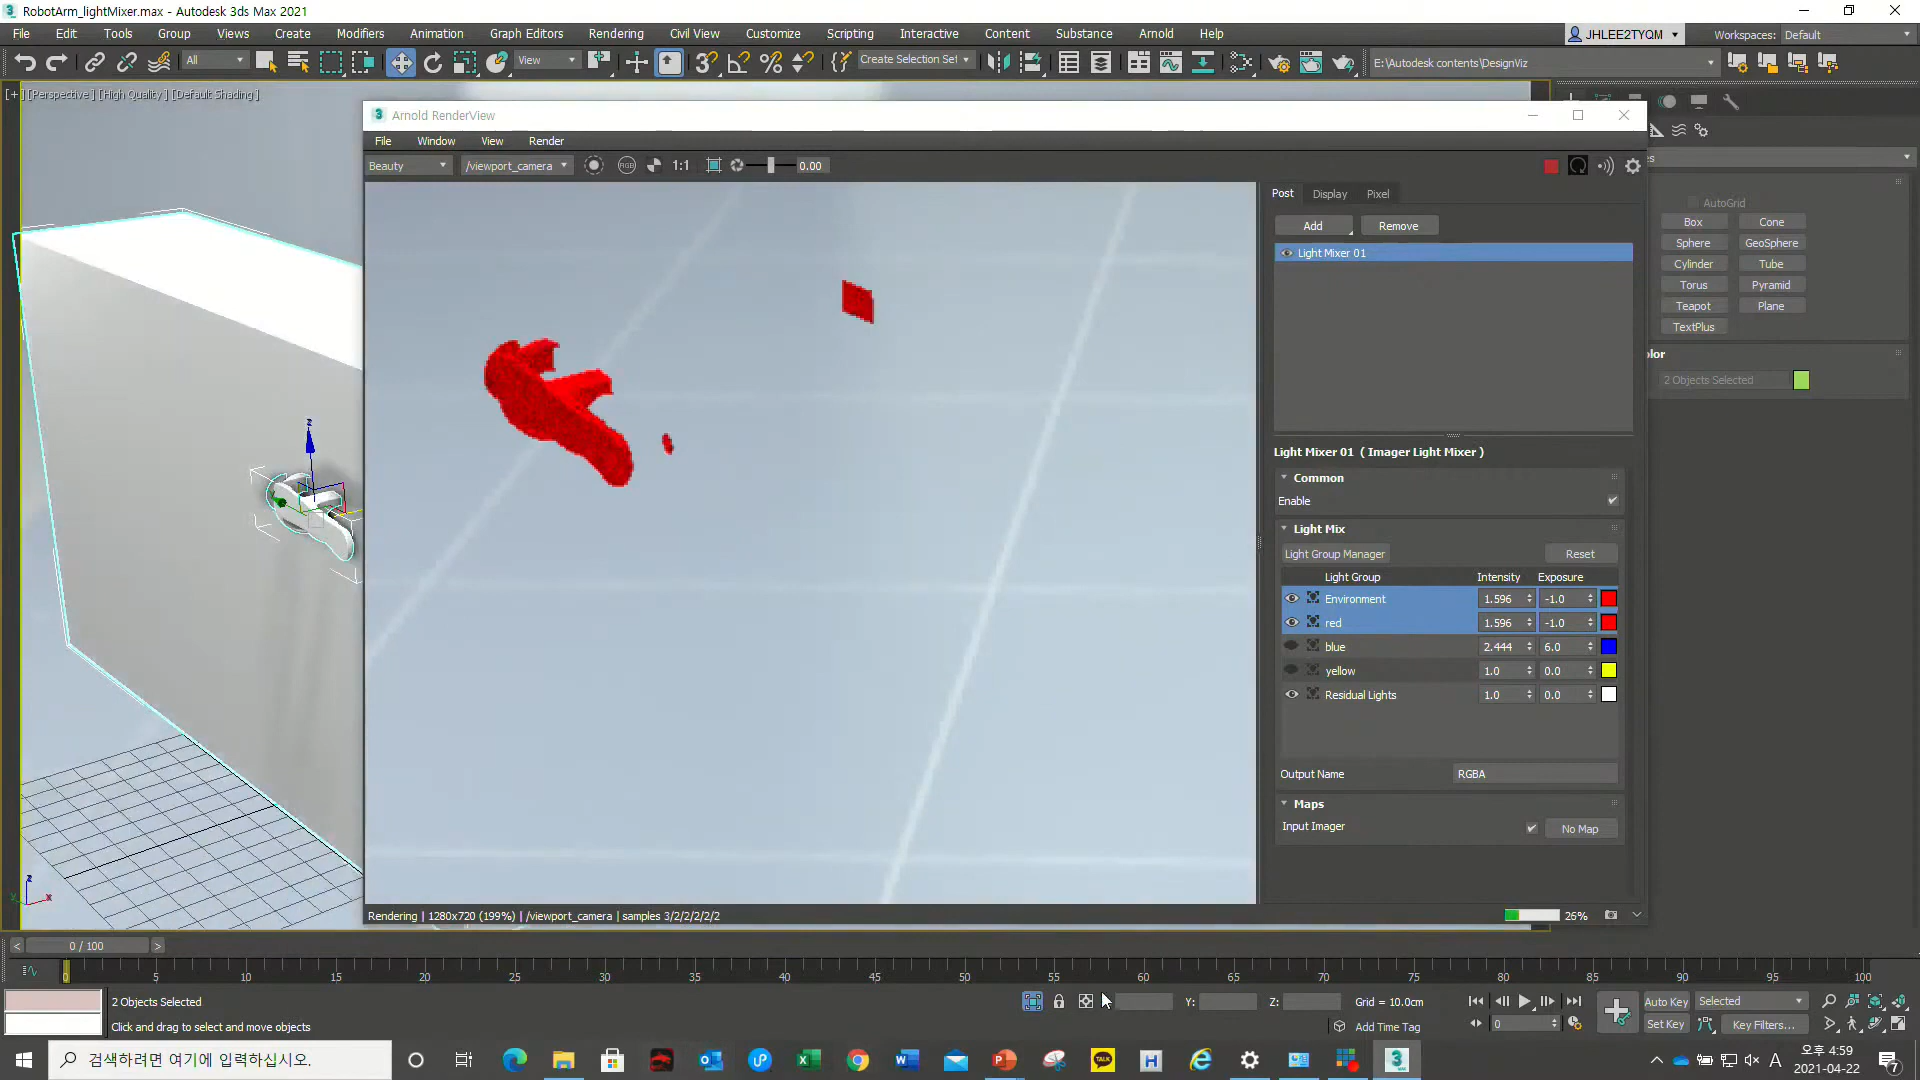 RobotArm_lightMixer.max - Autodesk 3ds Max 2021
File Edit Tools Group Views Create Modifiers Animation Graph Editors Rendering Civil View Customize Scripting Interactive Content Substance Arnold Help
JHLEE2TYQM Workspaces: Default
All View Create Selection Set E:\Autodesk contents\DesignViz
[+] [Perspective] [High Quality] [Default Shading]
Arnold RenderView
File Window View Render
Beauty /viewport_camera RGB 1:1 0.00
Post Display Pixel
Add Remove
Light Mixer 01
AutoGrid
Box Cone
Sphere GeoSphere
Cylinder Tube
Torus Pyramid
Teapot Plane
TextPlus
olor
2 Objects Selected
Light Mixer 01 ( Imager Light Mixer )
Common
Enable
Light Mix
Light Group Manager Reset
Light Group Intensity Exposure
Environment 1.596 -1.0
red 1.596 -1.0
blue 2.444 6.0
yellow 1.0 0.0
Residual Lights 1.0 0.0
Output Name RGBA
Maps
Input Imager No Map
z
z
x
Rendering | 1280x720 (199%) | /viewport_camera | samples 3/2/2/2/2/2
26%
< 0 / 100 >
0 5 10 15 20 25 30 35 40 45 50 55 60 65 70 75 80 85 90 95 100
2 Objects Selected
Y: Z: Grid = 10.0cm
Auto Key Selected
Click and drag to select and move objects
Add Time Tag
0
Set Key Key Filters...
검색하려면 여기에 입력하십시오.
TALK
A
오후 4:59
2021-04-22
7